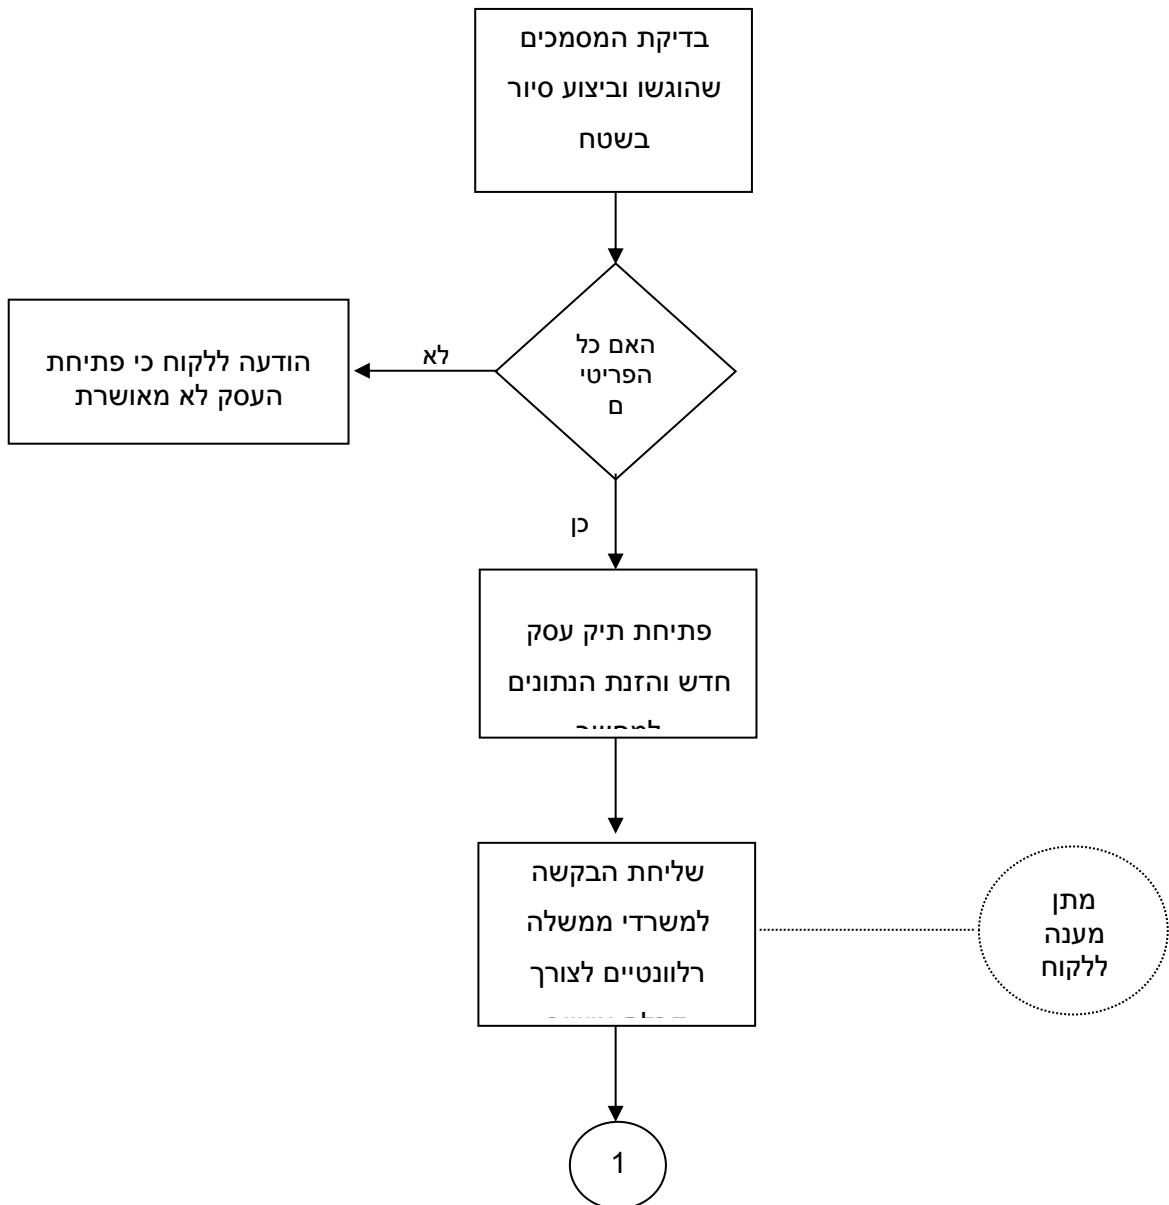 בדיקת המסמכים
שהוגשו וביצוע סיור
בשטח
האם כל
הפריטי
ם
לא
הודעה ללקוח כי פתיחת
העסק לא מאושרת
כן
פתיחת תיק עסק
חדש והזנת הנתונים
שליחת הבקשה
למשרדי ממשלה
רלוונטיים לצורך
מתן
מענה
ללקוח
1